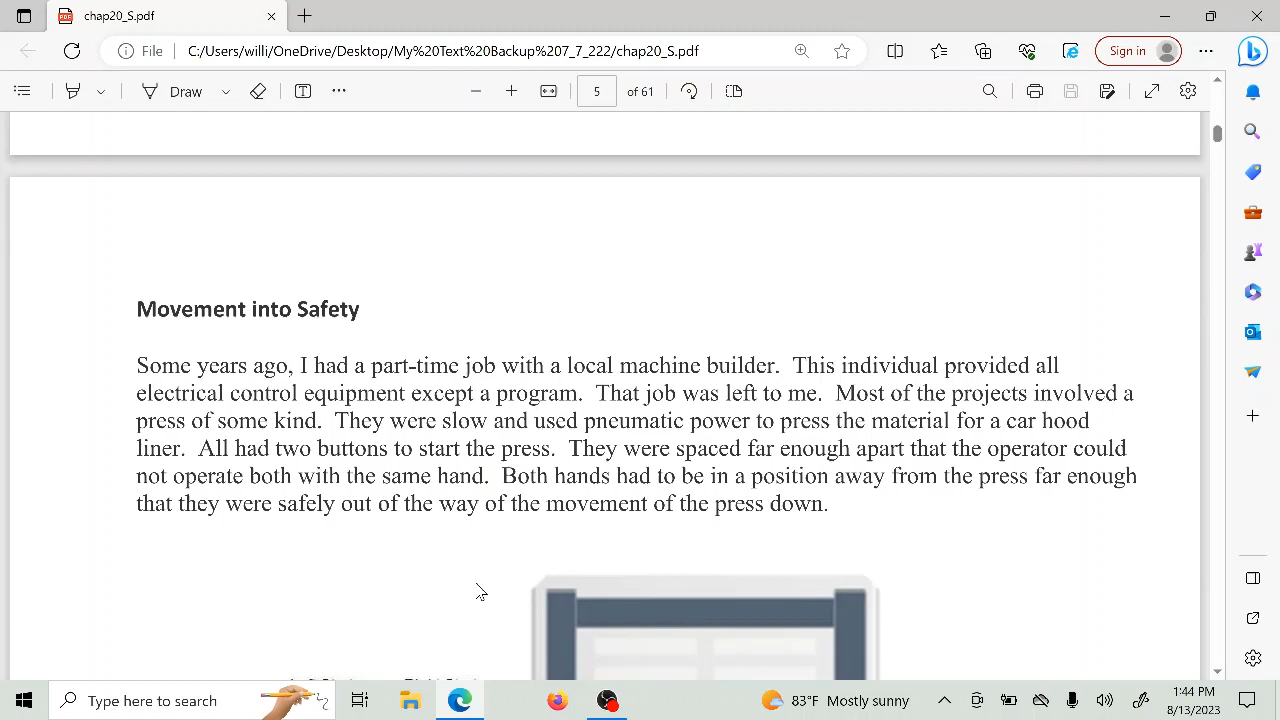 chap20_S.pdf
File C:/Users/willi/OneDrive/Desktop/My%20Text%20Backup%207_7_222/chap20_S.pdf
Sign in
Draw
5 of 61
Movement into Safety
Some years ago, I had a part-time job with a local machine builder. This individual provided all
electrical control equipment except a program. That job was left to me. Most of the projects involved a
press of some kind. They were slow and used pneumatic power to press the material for a car hood
liner. All had two buttons to start the press. They were spaced far enough apart that the operator could
not operate both with the same hand. Both hands had to be in a position away from the press far enough
that they were safely out of the way of the movement of the press down.
Type here to search
83°F Mostly sunny
1:44 PM
8/13/2023